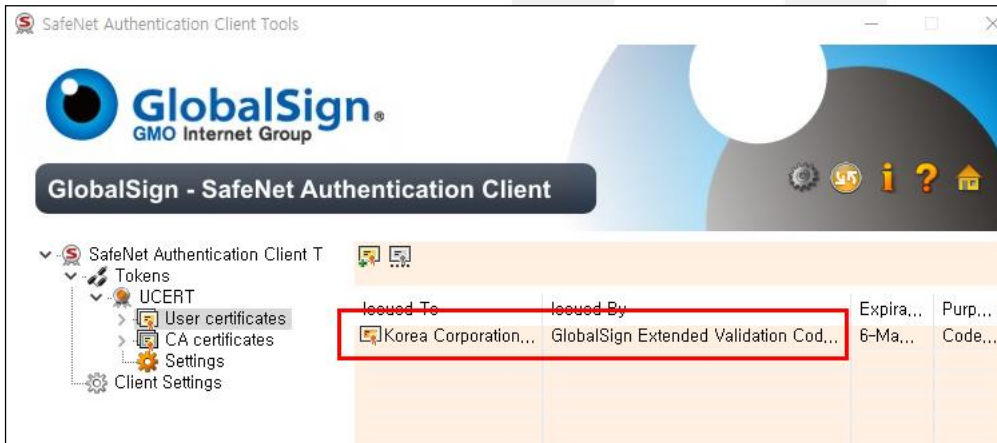 SafeNet Authentication Client Tools
GlobalSign®
GMO Internet Group
GlobalSign - SafeNet Authentication Client
SafeNet Authentication Client T
Tokens
UCERT
User certificates
CA certificates
Settings
Client Settings
Issued To Issued By Expira... Purp...
Korea Corporation... GlobalSign Extended Validation Cod... 6-Ma... Code...